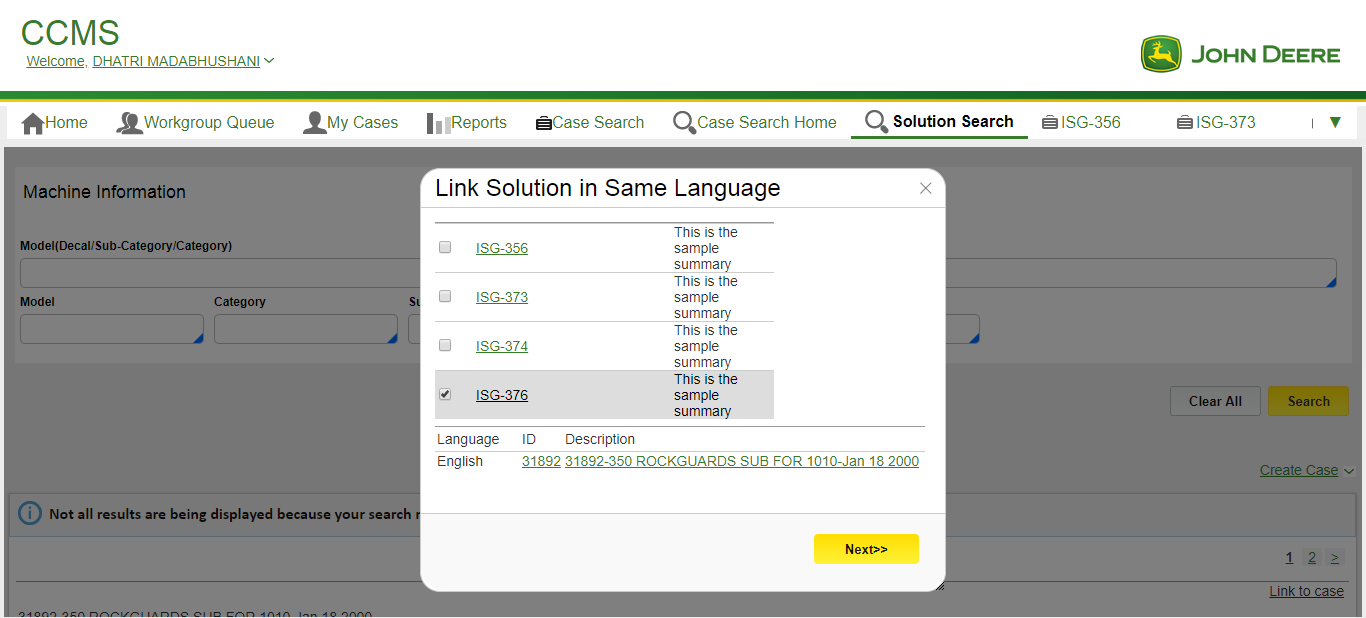 CCMS
Welcome, DHATRI MADABHUSHANI
JOHN DEERE
Home Workgroup Queue My Cases Reports Case Search Case Search Home Solution Search ISG-356 ISG-373
Machine Information
Model(Decal/Sub-Category/Category)
Model Category
Clear All Search
Create Case
Not all results are being displayed because your search
1 2 >
Link to case
31892-350 ROCKGUARDS SUB FOR 1010-Jan 18 2000
Link Solution in Same Language
ISG-356 This is the
sample
summary
ISG-373 This is the
sample
summary
ISG-374 This is the
sample
summary
ISG-376 This is the
sample
summary
Language ID Description
English 31892 31892-350 ROCKGUARDS SUB FOR 1010-Jan 18 2000
Next>>